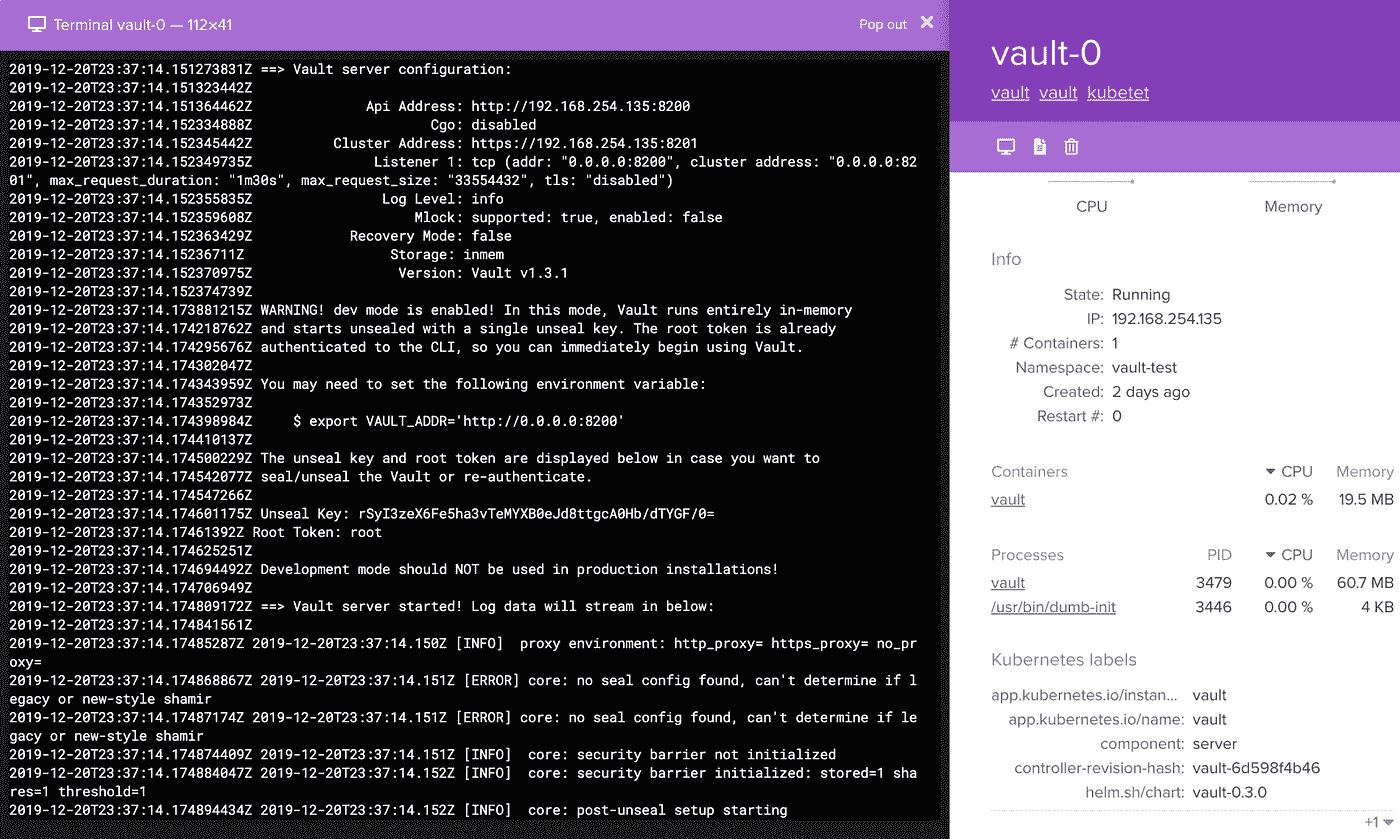 Terminal vault-0 — 112×41
Pop out ✕
2019-12-20T23:37:14.151273831Z ==> Vault server configuration:
2019-12-20T23:37:14.151323442Z
2019-12-20T23:37:14.151364462Z Api Address: http://192.168.254.135:8200
2019-12-20T23:37:14.152334888Z Cgo: disabled
2019-12-20T23:37:14.152345442Z Cluster Address: https://192.168.254.135:8201
2019-12-20T23:37:14.152349735Z Listener 1: tcp (addr: "0.0.0.0:8200", cluster address: "0.0.0.0:82
01", max_request_duration: "1m30s", max_request_size: "33554432", tls: "disabled")
2019-12-20T23:37:14.152355835Z Log Level: info
2019-12-20T23:37:14.152359608Z Mlock: supported: true, enabled: false
2019-12-20T23:37:14.152363429Z Recovery Mode: false
2019-12-20T23:37:14.15236711Z Storage: inmem
2019-12-20T23:37:14.152370975Z Version: Vault v1.3.1
2019-12-20T23:37:14.152374739Z
2019-12-20T23:37:14.173881215Z WARNING! dev mode is enabled! In this mode, Vault runs entirely in-memory
2019-12-20T23:37:14.174218762Z and starts unsealed with a single unseal key. The root token is already
2019-12-20T23:37:14.174295676Z authenticated to the CLI, so you can immediately begin using Vault.
2019-12-20T23:37:14.174302047Z
2019-12-20T23:37:14.174343959Z You may need to set the following environment variable:
2019-12-20T23:37:14.174352973Z
2019-12-20T23:37:14.174398984Z $ export VAULT_ADDR='http://0.0.0.0:8200'
2019-12-20T23:37:14.174410137Z
2019-12-20T23:37:14.174500229Z The unseal key and root token are displayed below in case you want to
2019-12-20T23:37:14.174542077Z seal/unseal the Vault or re-authenticate.
2019-12-20T23:37:14.174547266Z
2019-12-20T23:37:14.174601175Z Unseal Key: rSyI3zeX6Fe5ha3vTeMYXB0eJd8ttgcA0Hb/dTYGF/0=
2019-12-20T23:37:14.17461392Z Root Token: root
2019-12-20T23:37:14.174625251Z
2019-12-20T23:37:14.174694492Z Development mode should NOT be used in production installations!
2019-12-20T23:37:14.174706949Z
2019-12-20T23:37:14.174809172Z ==> Vault server started! Log data will stream in below:
2019-12-20T23:37:14.174841561Z
2019-12-20T23:37:14.17485287Z 2019-12-20T23:37:14.150Z [INFO]  proxy environment: http_proxy= https_proxy= no_pr
oxy=
2019-12-20T23:37:14.174868867Z 2019-12-20T23:37:14.151Z [ERROR] core: no seal config found, can't determine if l
egacy or new-style shamir
2019-12-20T23:37:14.17487174Z 2019-12-20T23:37:14.151Z [ERROR] core: no seal config found, can't determine if le
gacy or new-style shamir
2019-12-20T23:37:14.174874409Z 2019-12-20T23:37:14.151Z [INFO]  core: security barrier not initialized
2019-12-20T23:37:14.174884047Z 2019-12-20T23:37:14.152Z [INFO]  core: security barrier initialized: stored=1 sha
res=1 threshold=1
2019-12-20T23:37:14.174894434Z 2019-12-20T23:37:14.152Z [INFO]  core: post-unseal setup starting
vault-0
vault vault kubetet
CPU Memory
Info
State: Running
IP: 192.168.254.135
# Containers: 1
Namespace: vault-test
Created: 2 days ago
Restart #: 0
Containers CPU Memory
vault 0.02 % 19.5 MB
Processes PID CPU Memory
vault 3479 0.00 % 60.7 MB
/usr/bin/dumb-init 3446 0.00 % 4 KB
Kubernetes labels
app.kubernetes.io/instan... vault
app.kubernetes.io/name: vault
component: server
controller-revision-hash: vault-6d598f4b46
helm.sh/chart: vault-0.3.0
+1